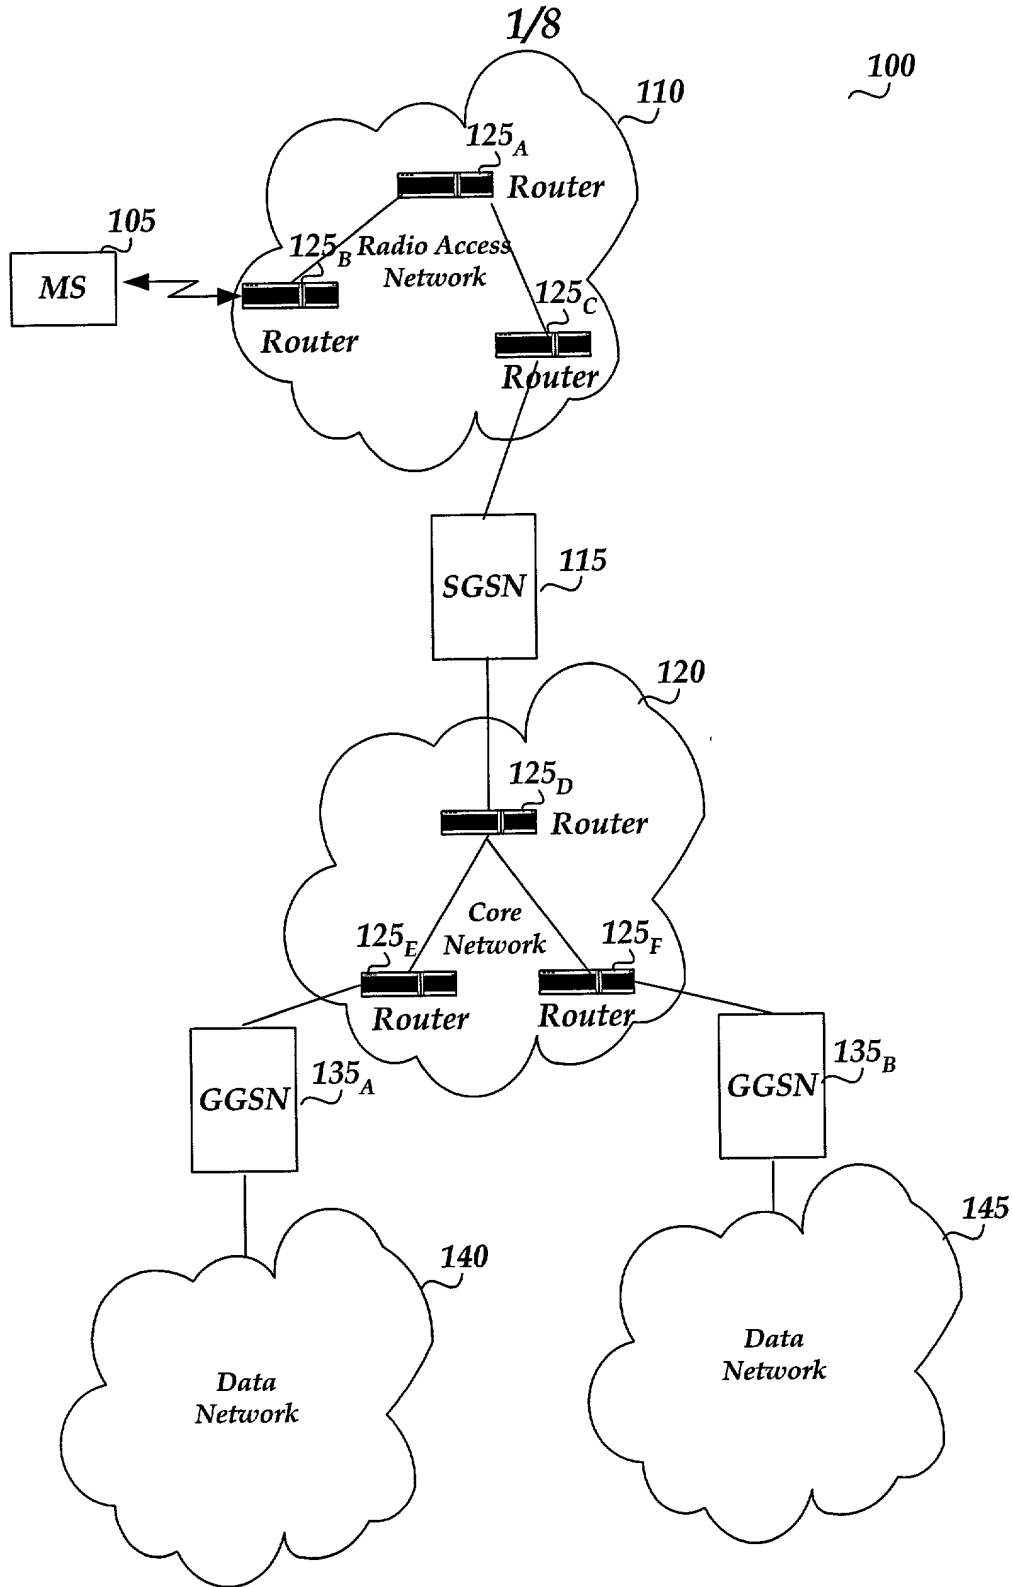 1/8
100
110
125A
Router
105
MS
125B
Radio Access
Network
Router
125C
Router
SGSN
115
120
125D
Router
Core
Network
125E
Router
125F
Router
GGSN
135A
GGSN
135B
140
Data
Network
145
Data
Network